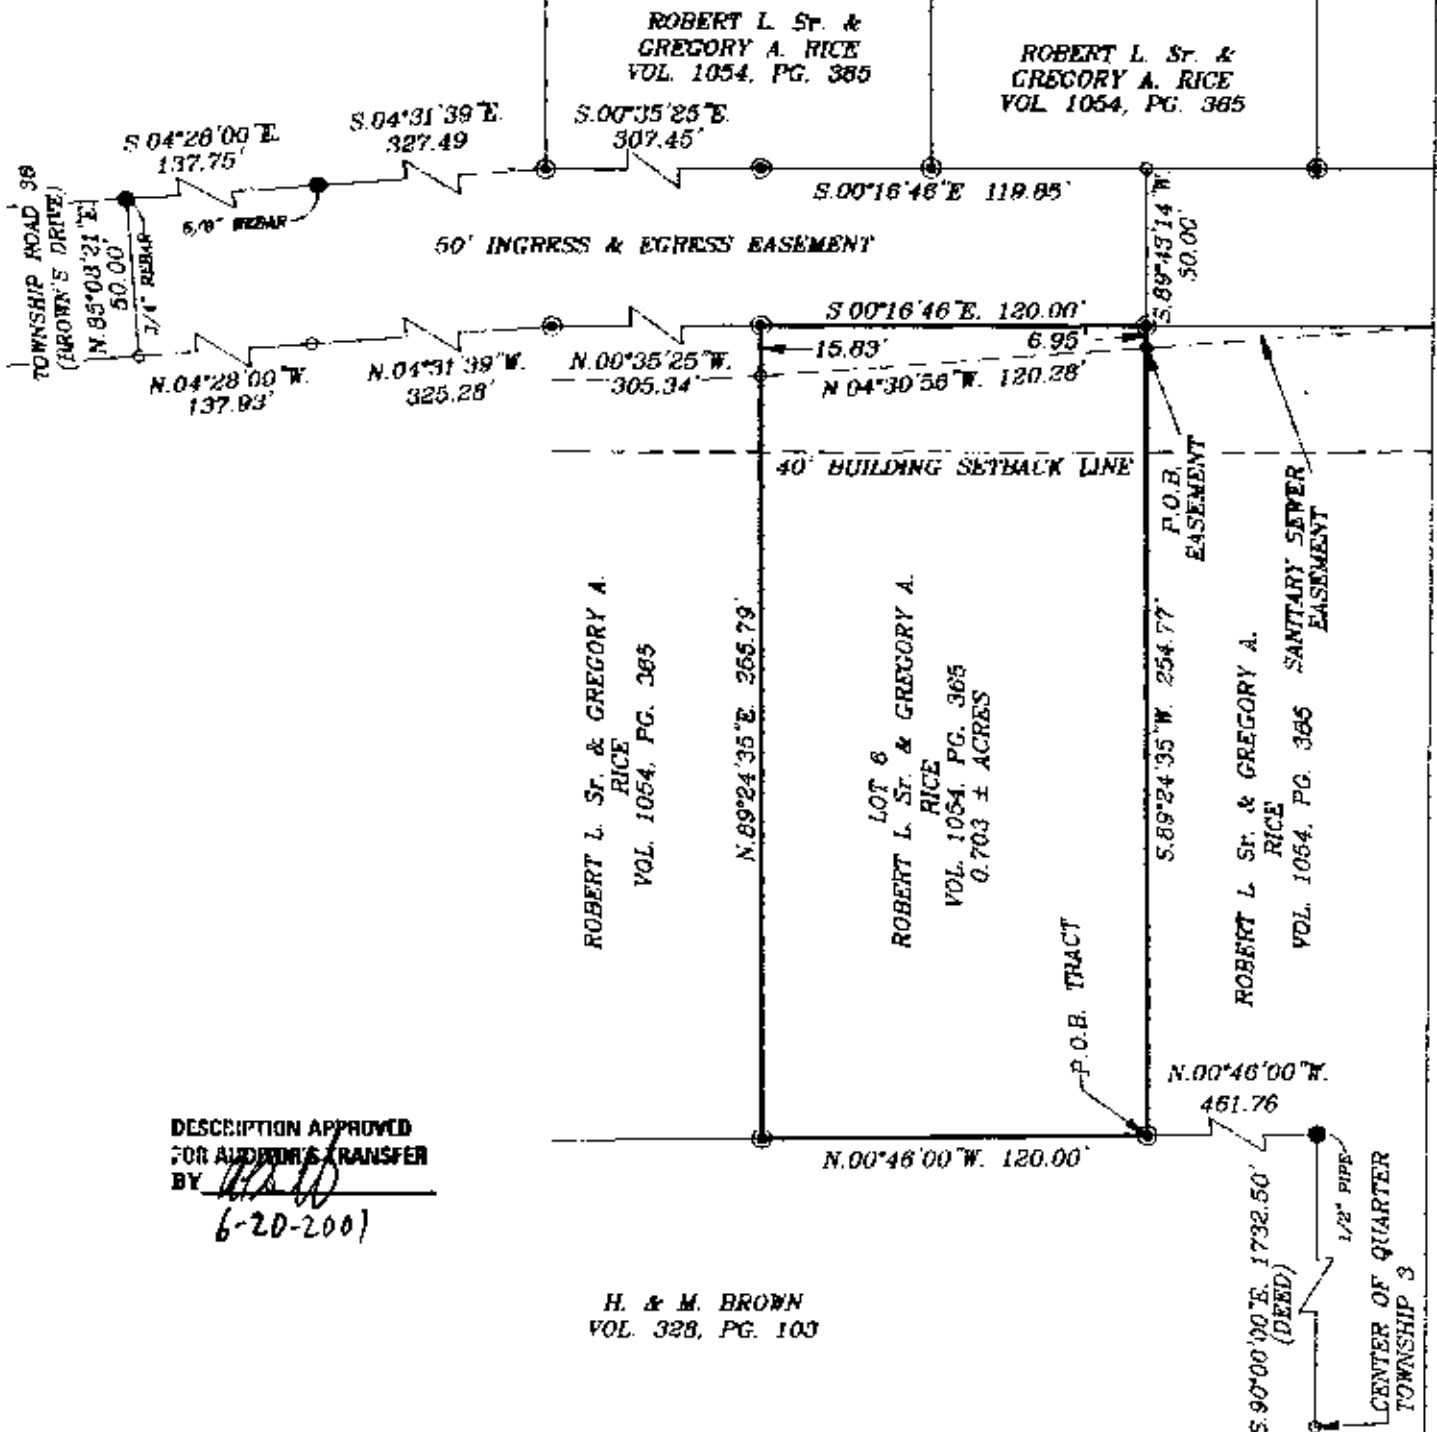 ROBERT L. Sr. &
GREGORY A. RICE
VOL. 1054, PG. 365
ROBERT L. Sr. &
GREGORY A. RICE
VOL. 1054, PG. 365
S.04°28'00"E.
137.75'
S.04°31'39"E.
327.49
S.00°35'25"E.
307.45'
S.00°16'46"E 119.85'
TOWNSHIP ROAD 38
(BROWN'S DRIVE)
N.85°08'21"E.
50.00'
3/4" REBAR
5/8" REBAR
50' INGRESS & EGRESS EASEMENT
S.89°43'14"W.
50.00'
S 00°16'46"E. 120.00'
15.83'
6.95'
N.04°28'00"W.
137.93'
N.04°31'39"W.
325.28'
N.00°35'25"W.
305.34'
N 04°30'56"W. 120.28'
40' BUILDING SETBACK LINE
P.O.B.
EASEMENT
SANITARY SEWER
EASEMENT
ROBERT L. Sr. & GREGORY A.
RICE
VOL. 1054, PG. 365
N.89°24'35"E. 255.79'
LOT 6
ROBERT L. Sr. & GREGORY A.
RICE
VOL. 1054, PG. 365
0.703 ± ACRES
S.89°24'35"W. 254.77'
ROBERT L. Sr. & GREGORY A.
RICE
VOL. 1054, PG. 365
P.O.B. TRACT
N.00°46'00"W.
461.76
N.00°46'00"W. 120.00'
DESCRIPTION APPROVED
FOR AUDITOR'S TRANSFER
BY
6-20-2001
H. & M. BROWN
VOL. 328, PG. 103
S.90°00'00"E. 1732.50'
(DEED)
1/2" PIPE
CENTER OF QUARTER
TOWNSHIP 3